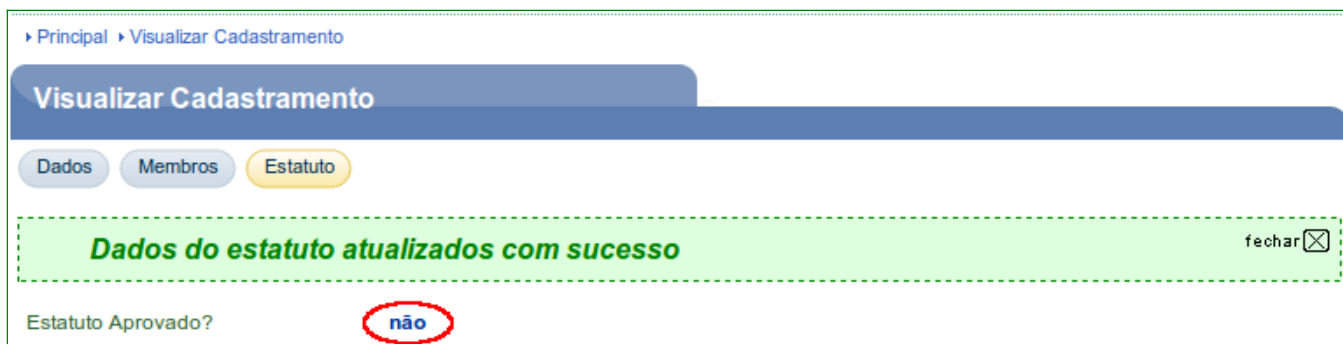 Principal Visualizar Cadastramento
Visualizar Cadastramento
Dados Membros Estatuto
Dados do estatuto atualizados com sucesso fechar
Estatuto Aprovado? não